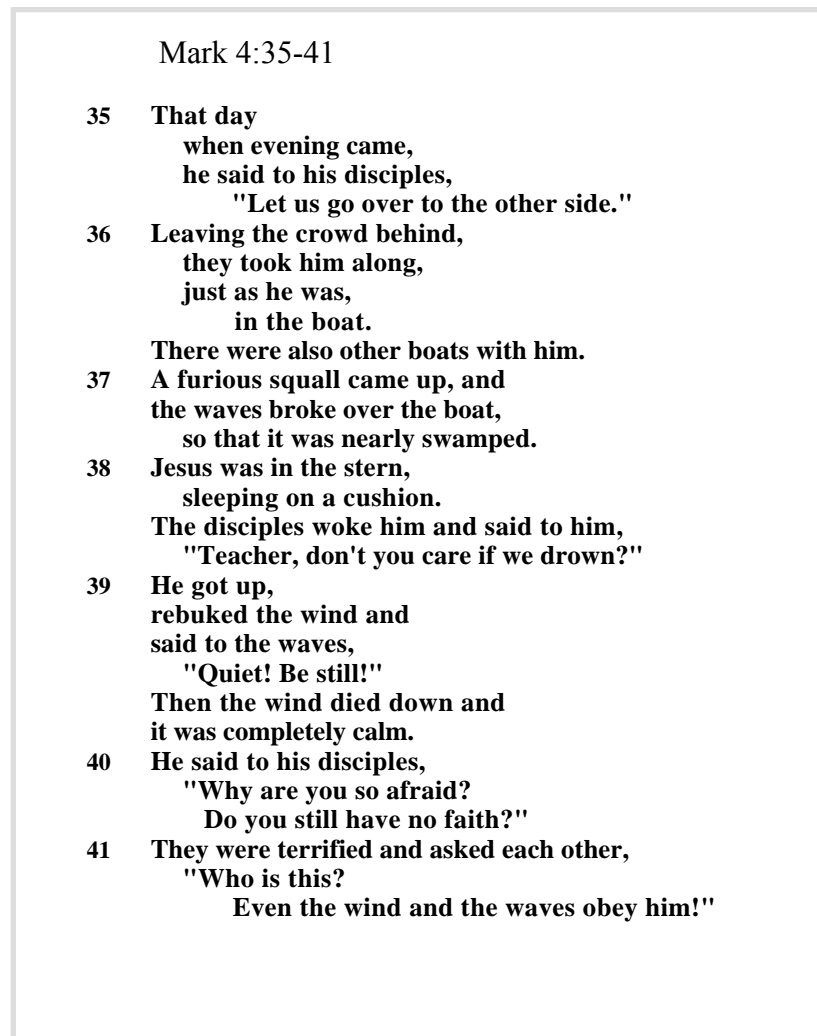 Mark 4:35-41
35 That day
when evening came,
he said to his disciples,
"Let us go over to the other side."
36 Leaving the crowd behind,
they took him along,
just as he was,
in the boat.
There were also other boats with him.
37 A furious squall came up, and
the waves broke over the boat,
so that it was nearly swamped.
38 Jesus was in the stern,
sleeping on a cushion.
The disciples woke him and said to him,
"Teacher, don't you care if we drown?"
39 He got up,
rebuked the wind and
said to the waves,
"Quiet! Be still!"
Then the wind died down and
it was completely calm.
40 He said to his disciples,
"Why are you so afraid?
Do you still have no faith?"
41 They were terrified and asked each other,
"Who is this?
Even the wind and the waves obey him!"